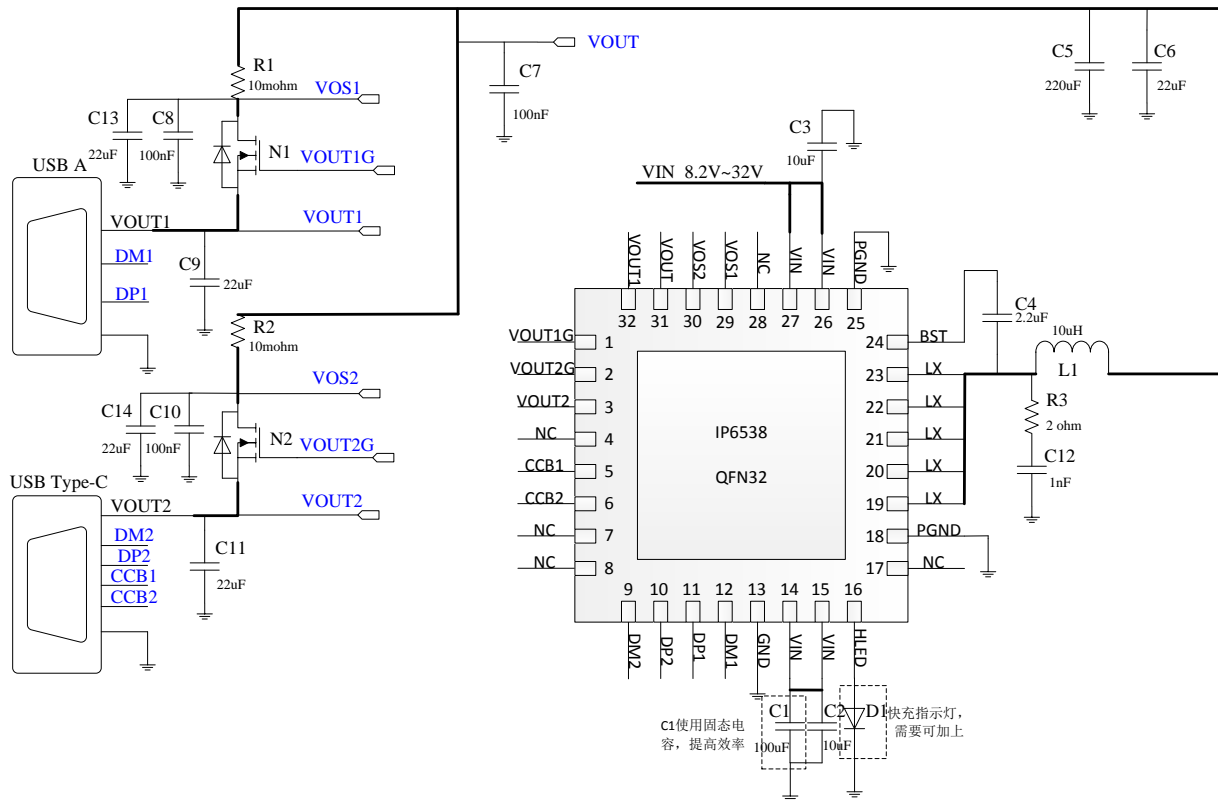 VOUT
C5
220uF
C6
22uF
R1
10mohm
C7
100nF
VOS1
C13
22uF
C8
100nF
N1
VOUT1G
C3
10uF
USB A
VIN 8.2V~32V
VOUT1
VOUT1
DM1
DP1
C9
22uF
R2
10mohm
VOS2
C14
22uF
C10
100nF
N2
VOUT2G
USB Type-C
VOUT2
VOUT2
DM2
DP2
CCB1
CCB2
C11
22uF
VOUT1
VOUT
VOS2
VOS1
NC
VIN
VIN
PGND
32
31
30
29
28
27
26
25
VOUT1G
1
VOUT2G
2
VOUT2
3
NC
4
CCB1
5
CCB2
6
NC
7
NC
8
IP6538
QFN32
24
BST
23
LX
22
LX
21
LX
20
LX
19
LX
18
PGND
17
NC
C4
2.2uF
10uH
L1
R3
2 ohm
C12
1nF
9
10
11
12
13
14
15
16
DM2
DP2
DP1
DM1
GND
VIN
VIN
HLED
C1使用固态电
容，提高效率
C1
100uF
C2
10uF
D1
快充指示灯，
需要可加上